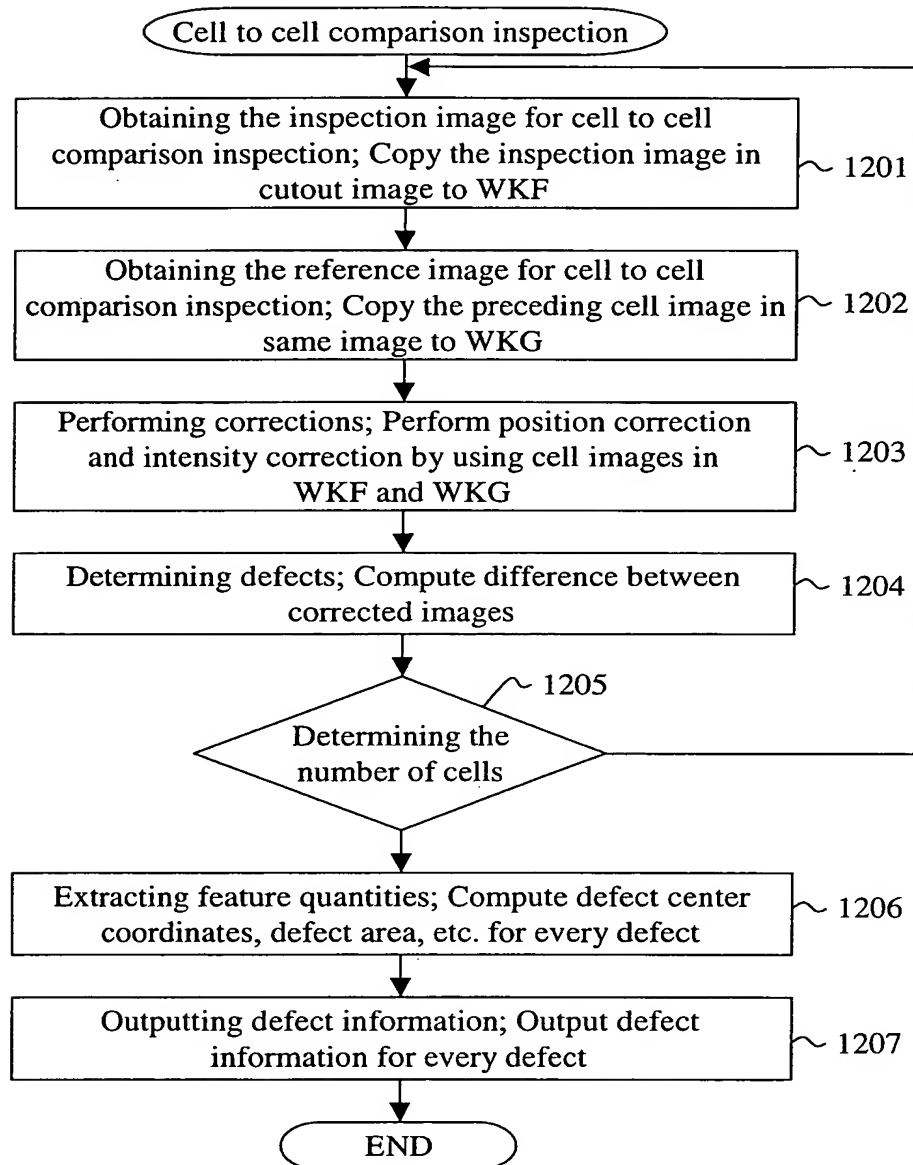 Cell to cell comparison inspection
Obtaining the inspection image for cell to cell
comparison inspection; Copy the inspection image in
cutout image to WKF
1201
Obtaining the reference image for cell to cell
comparison inspection; Copy the preceding cell image in
same image to WKG
1202
Performing corrections; Perform position correction
and intensity correction by using cell images in
WKF and WKG
1203
Determining defects; Compute difference between
corrected images
1204
1205
Determining the
number of cells
Extracting feature quantities; Compute defect center
coordinates, defect area, etc. for every defect
1206
Outputting defect information; Output defect
information for every defect
1207
END